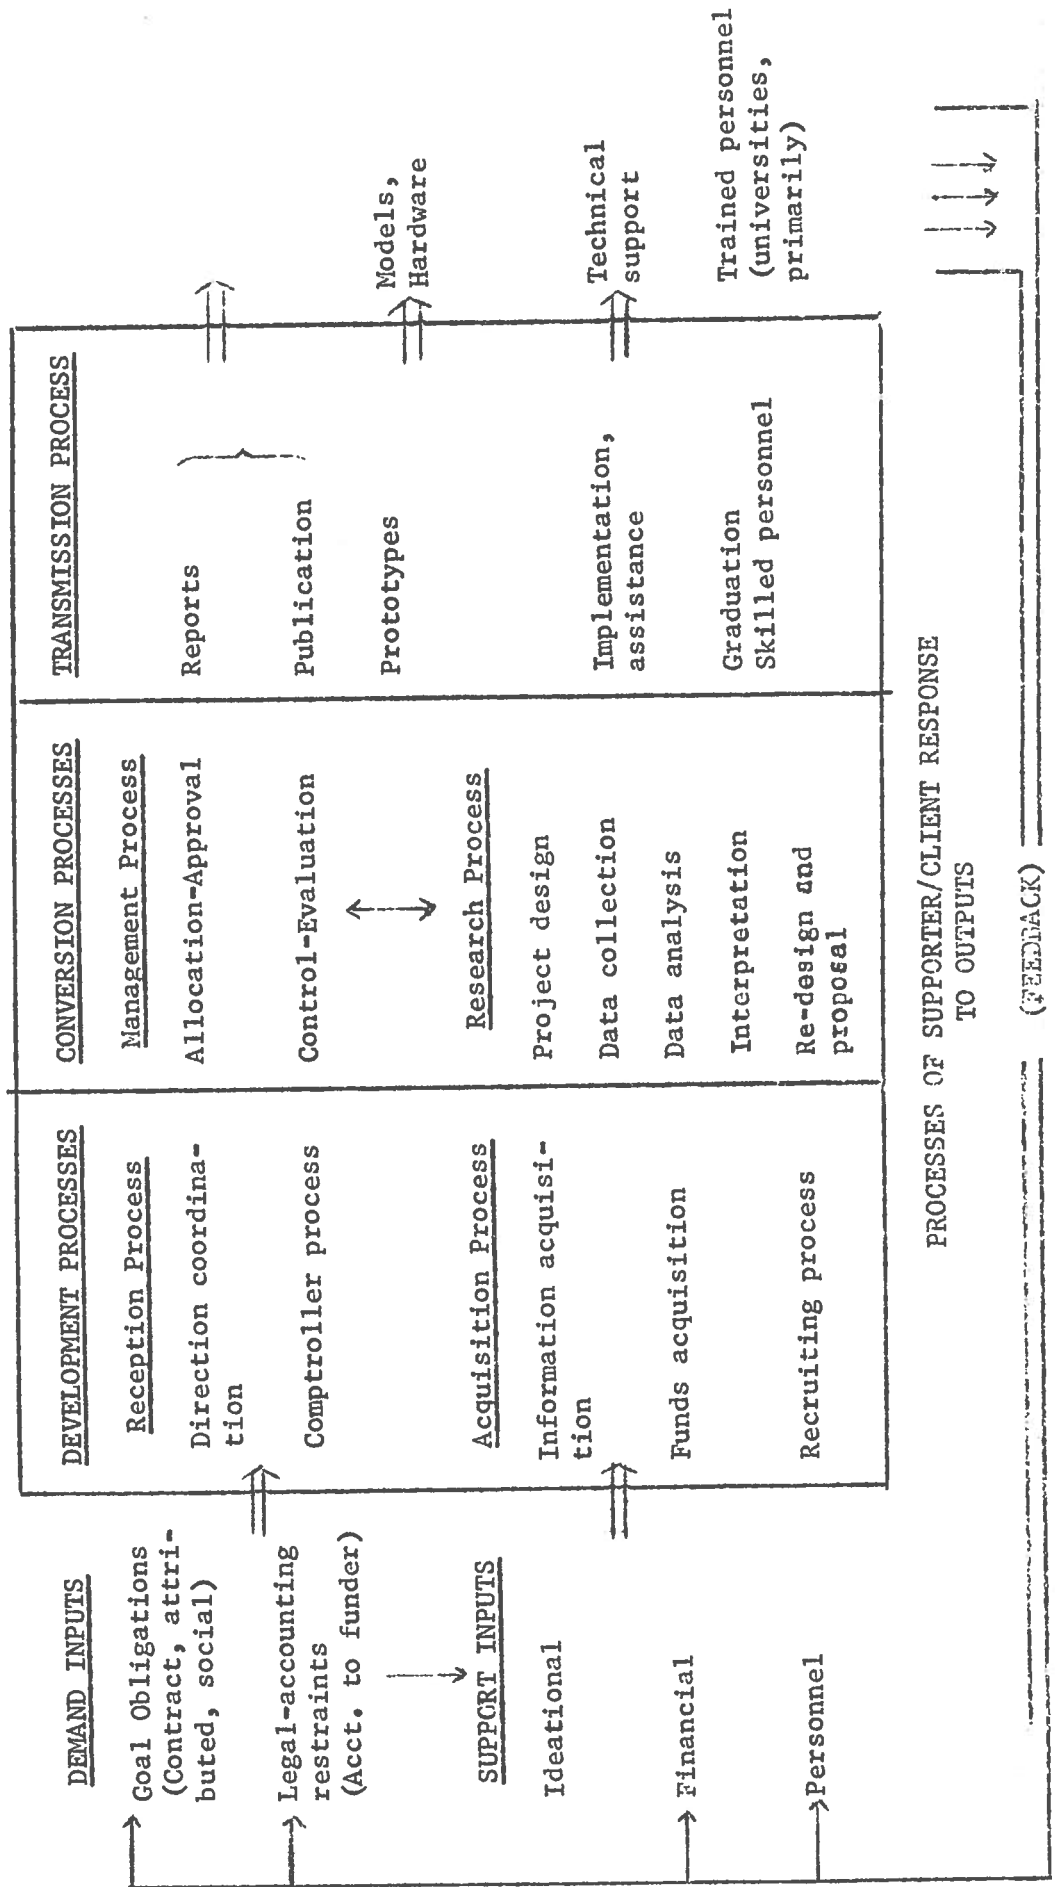 DEMAND INPUTS
Goal Obligations
(Contract, attri-
buted, social)
Legal-accounting
restraints
(Acct. to funder)
SUPPORT INPUTS
Ideational
Financial
Personnel
DEVELOPMENT PROCESSES
Reception Process
Direction coordina-
tion
Comptroller process
Acquisition Process
Information acquisi-
tion
Funds acquisition
Recruiting process
CONVERSION PROCESSES
Management Process
Allocation-Approval
Control-Evaluation
Research Process
Project design
Data collection
Data analysis
Interpretation
Re-design and
proposal
TRANSMISSION PROCESS
Reports
Publication
Prototypes
Implementation,
assistance
Graduation
Skilled personnel
Models,
Hardware
Technical
support
Trained personnel
(universities,
primarily)
PROCESSES OF SUPPORTER/CLIENT RESPONSE
TO OUTPUTS
(FEEDBACK)